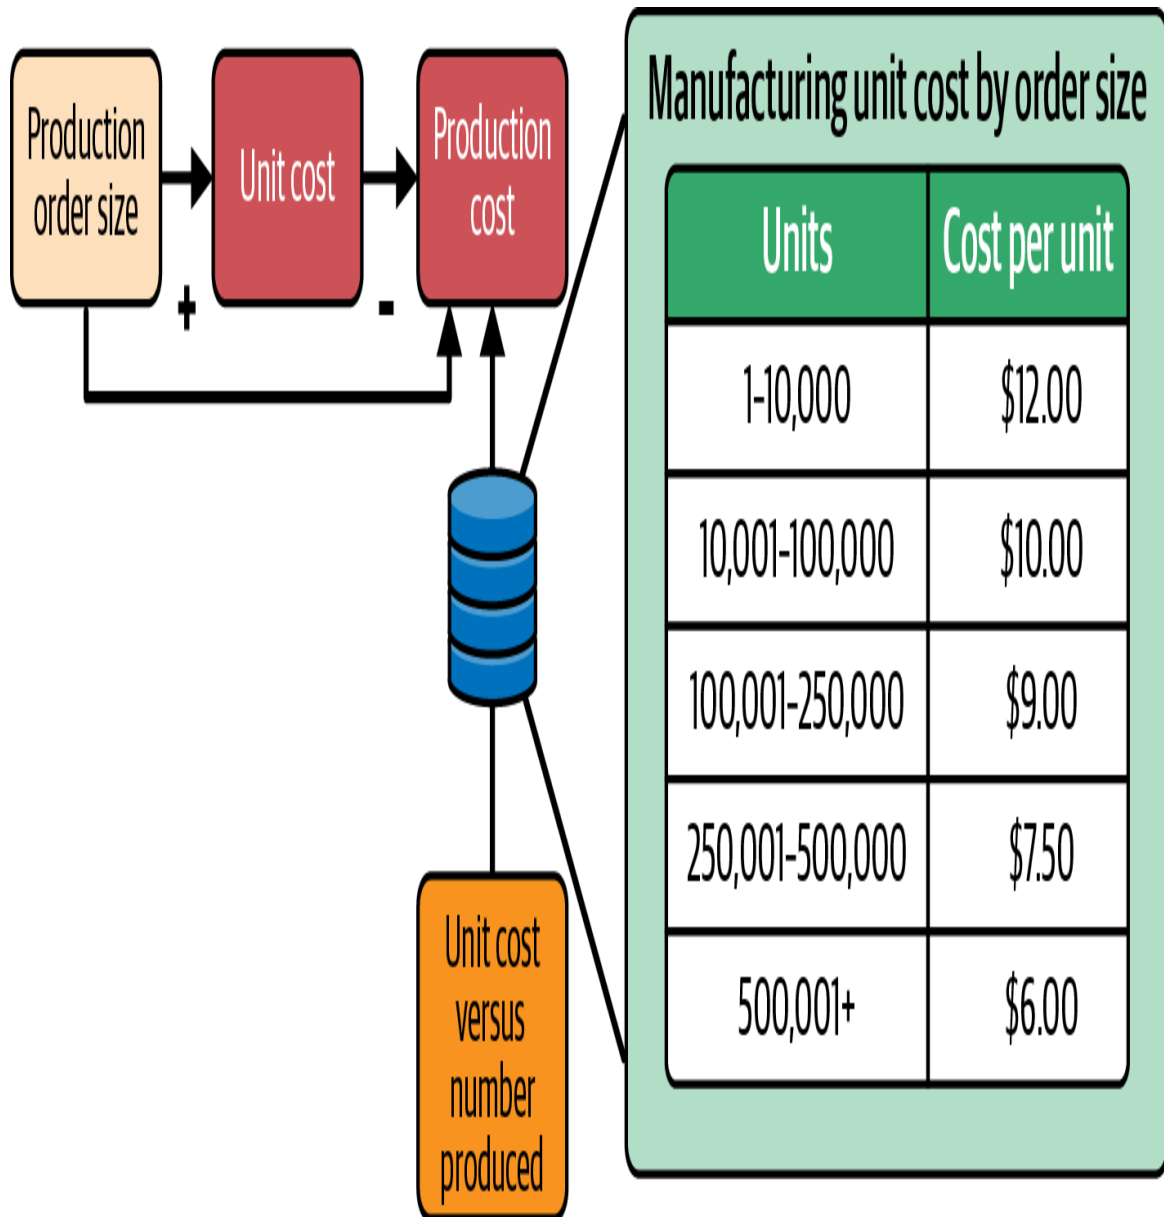 Production
order size
Unit cost
Production
cost
+
-
Unit cost
versus
number
produced
Manufacturing unit cost by order size
Units Cost per unit
1–10,000 $12.00
10,001–100,000 $10.00
100,001–250,000 $9.00
250,001–500,000 $7.50
500,001+ $6.00